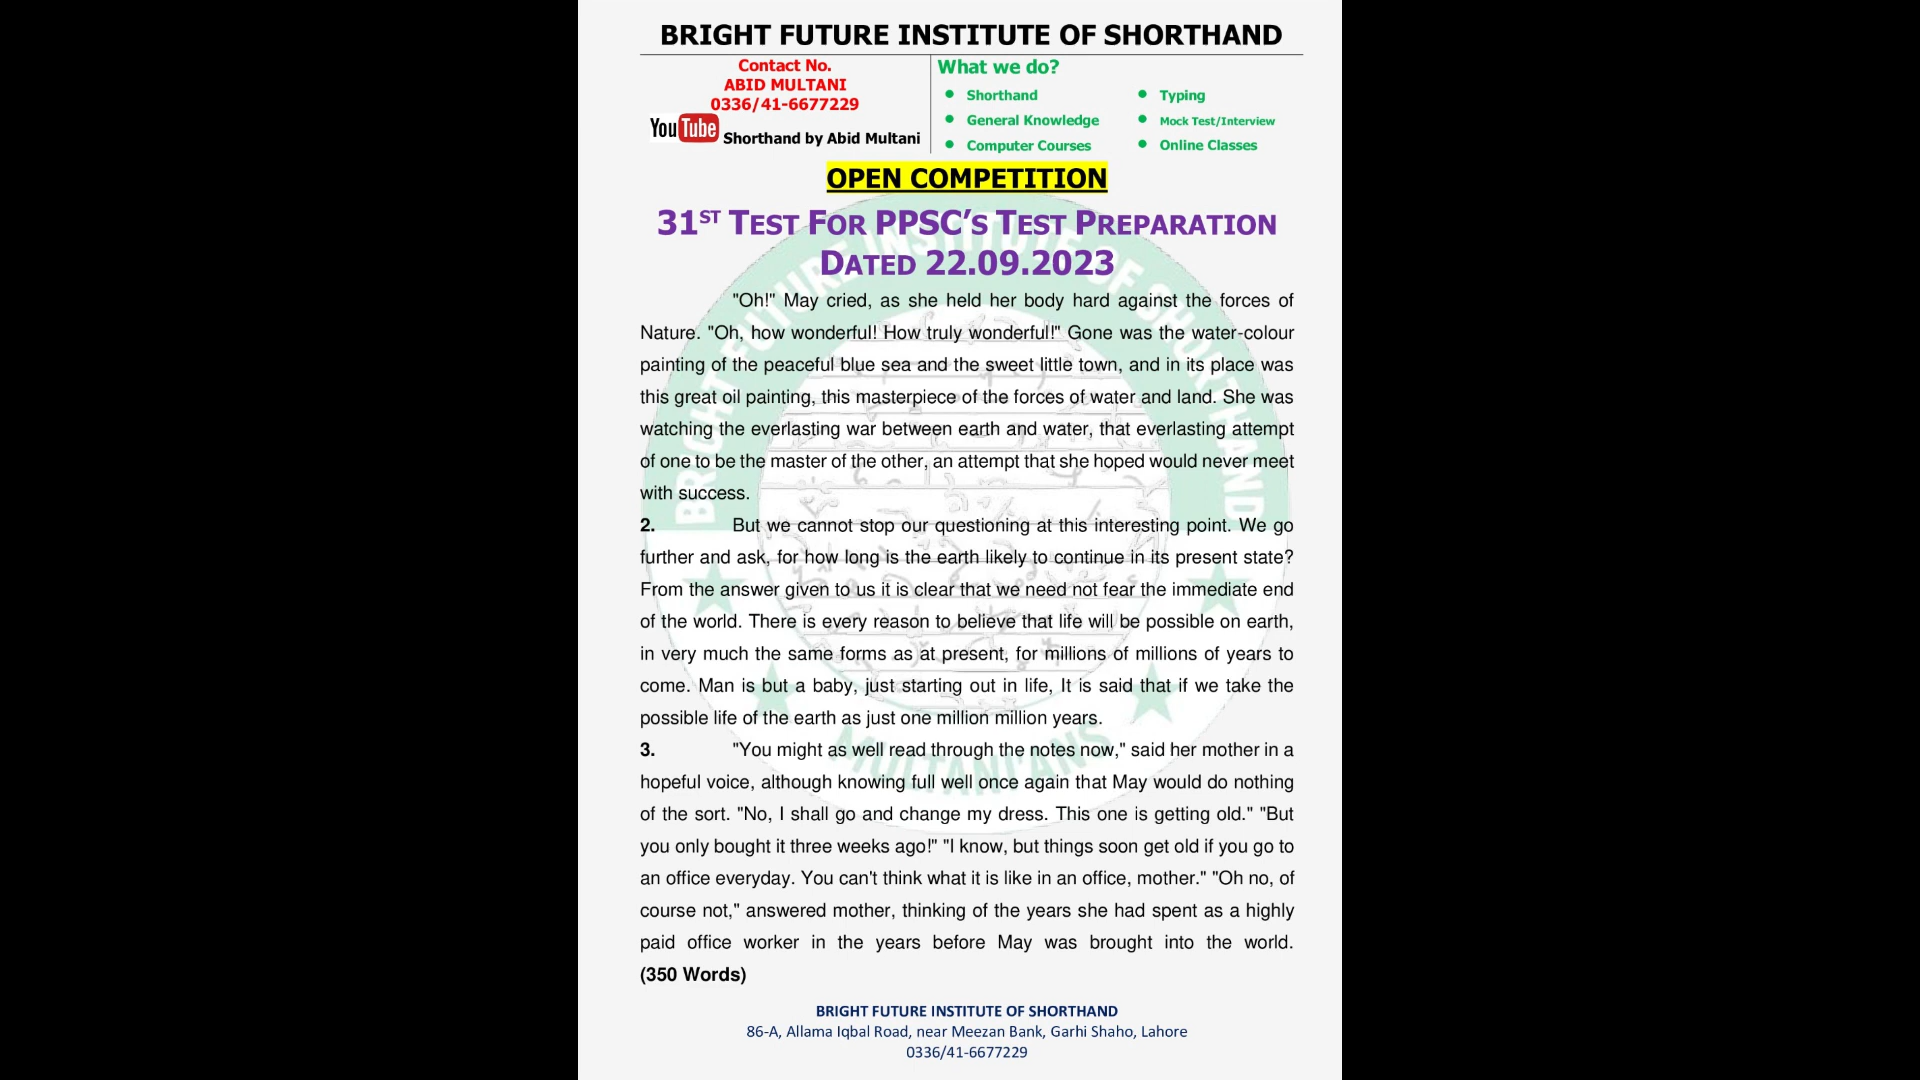 BRIGHT FUTURE INSTITUTE OF SHORTHAND
Contact No.
ABID MULTANI
0336/41-6677229
YouTube Shorthand by Abid Multani
What we do?
Shorthand
General Knowledge
Computer Courses
Typing
Mock Test/Interview
Online Classes
OPEN COMPETITION
31ST TEST FOR PPSC'S TEST PREPARATION
DATED 22.09.2023
"Oh!" May cried, as she held her body hard against the forces of
Nature. "Oh, how wonderful! How truly wonderful!" Gone was the water-colour
painting of the peaceful blue sea and the sweet little town, and in its place was
this great oil painting, this masterpiece of the forces of water and land. She was
watching the everlasting war between earth and water, that everlasting attempt
of one to be the master of the other, an attempt that she hoped would never meet
with success.
2. But we cannot stop our questioning at this interesting point. We go
further and ask, for how long is the earth likely to continue in its present state?
From the answer given to us it is clear that we need not fear the immediate end
of the world. There is every reason to believe that life will be possible on earth,
in very much the same forms as at present, for millions of millions of years to
come. Man is but a baby, just starting out in life, It is said that if we take the
possible life of the earth as just one million million years.
3. "You might as well read through the notes now," said her mother in a
hopeful voice, although knowing full well once again that May would do nothing
of the sort. "No, I shall go and change my dress. This one is getting old." "But
you only bought it three weeks ago!" "I know, but things soon get old if you go to
an office everyday. You can't think what it is like in an office, mother." "Oh no, of
course not," answered mother, thinking of the years she had spent as a highly
paid office worker in the years before May was brought into the world.
(350 Words)
BRIGHT FUTURE INSTITUTE OF SHORTHAND
MULTANI'ANS
BRIGHT FUTURE INSTITUTE OF SHORTHAND
86-A, Allama Iqbal Road, near Meezan Bank, Garhi Shaho, Lahore
0336/41-6677229